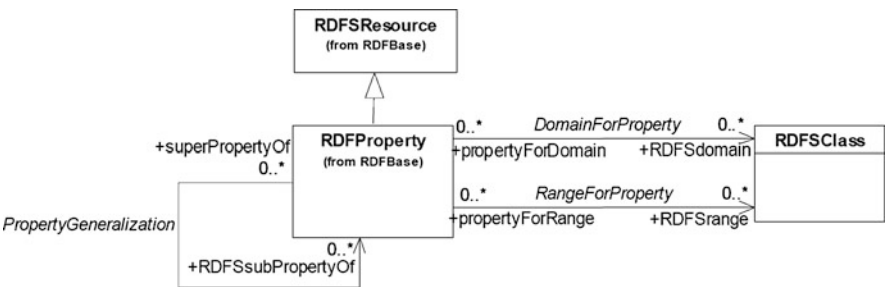 RDFSResource
(from RDFBase)
RDFProperty
(from RDFBase)
+superPropertyOf
0..*
PropertyGeneralization
0..*
+RDFSsubPropertyOf
0..* DomainForProperty 0..*
+propertyForDomain +RDFSdomain
0..* RangeForProperty 0..*
+propertyForRange +RDFSrange
RDFSClass